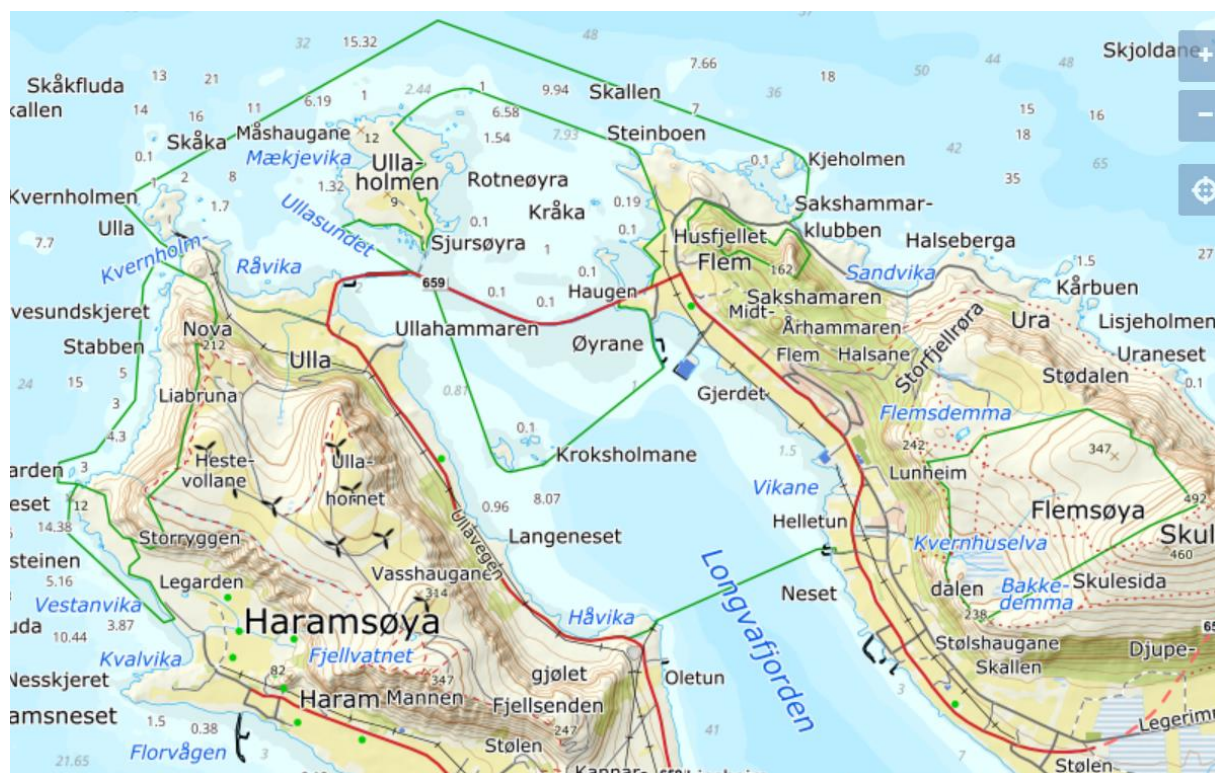 32
15.32
48
7.66
Skjoldane
+
Skåkfluda
13
21
2.44
1
9.94
Skallen
18
50
44
48
kallen
14
16
11
6.19
1
6.58
7
36
15
16
Skåka
Måshaugane
12
1.54
7.93
Steinboen
18
0.1
Mækjevika
Ulla-
holmen
Rotneøyra
0.1
Kjeholmen
42
65
Kvernholmen
1
2
8
1.32
35
1.7
9
Kråka
0.19
Sakshammar-
klubben
Ulla
Ullasundet
0.1
7.7
Kvernholm-
Sjursøyra
1
0.1
Husfjellet
Flem
Halseberga
Råvika
162
Sandvika
1.5
27
659
0.1
0.1
0.1
Haugen
Sakshamaren
Kårbuen
vesundskjeret
2
Midt-
Nova
212
Ullahammaren
Århammaren
Ura
Lisjeholmen
Stabben
Øyrane
Flem
Halsane
Storfjellrøra
Uraneset
Ulla
24
15
5
Stødalen
0.1
3
Liabruna
0.81
1
Gjerdet
Flemsdemma
4.3
0.1
242
347
arden
3
Heste-
vollane
Ulla-
hornet
Kroksholmane
1.5
Lunheim
eset
12
Vikane
492
14.38
0.96
8.07
Flemsøya
Storryggen
Ullavegen
Langeneset
Helletun
Skul
steinen
Kvernhuselva
460
5.16
Legarden
Vasshaugane
314
Longvafjorden
Neset
dalen
Bakke-
demma
Skulesida
Vestanvika
3.87
Haramsøya
Håvika
238
uda
10.44
Stølshaugane
Djupe-
Kvalvika
Fjellvatnet
gjølet
Skallen
Nesskjeret
82
347
Oletun
Haram
Mannen
3
amsneset
1.5
0.38
Fjellsenden
247
41
Legerimm
Florvågen
3
Stølen
7
21.65
Stølen